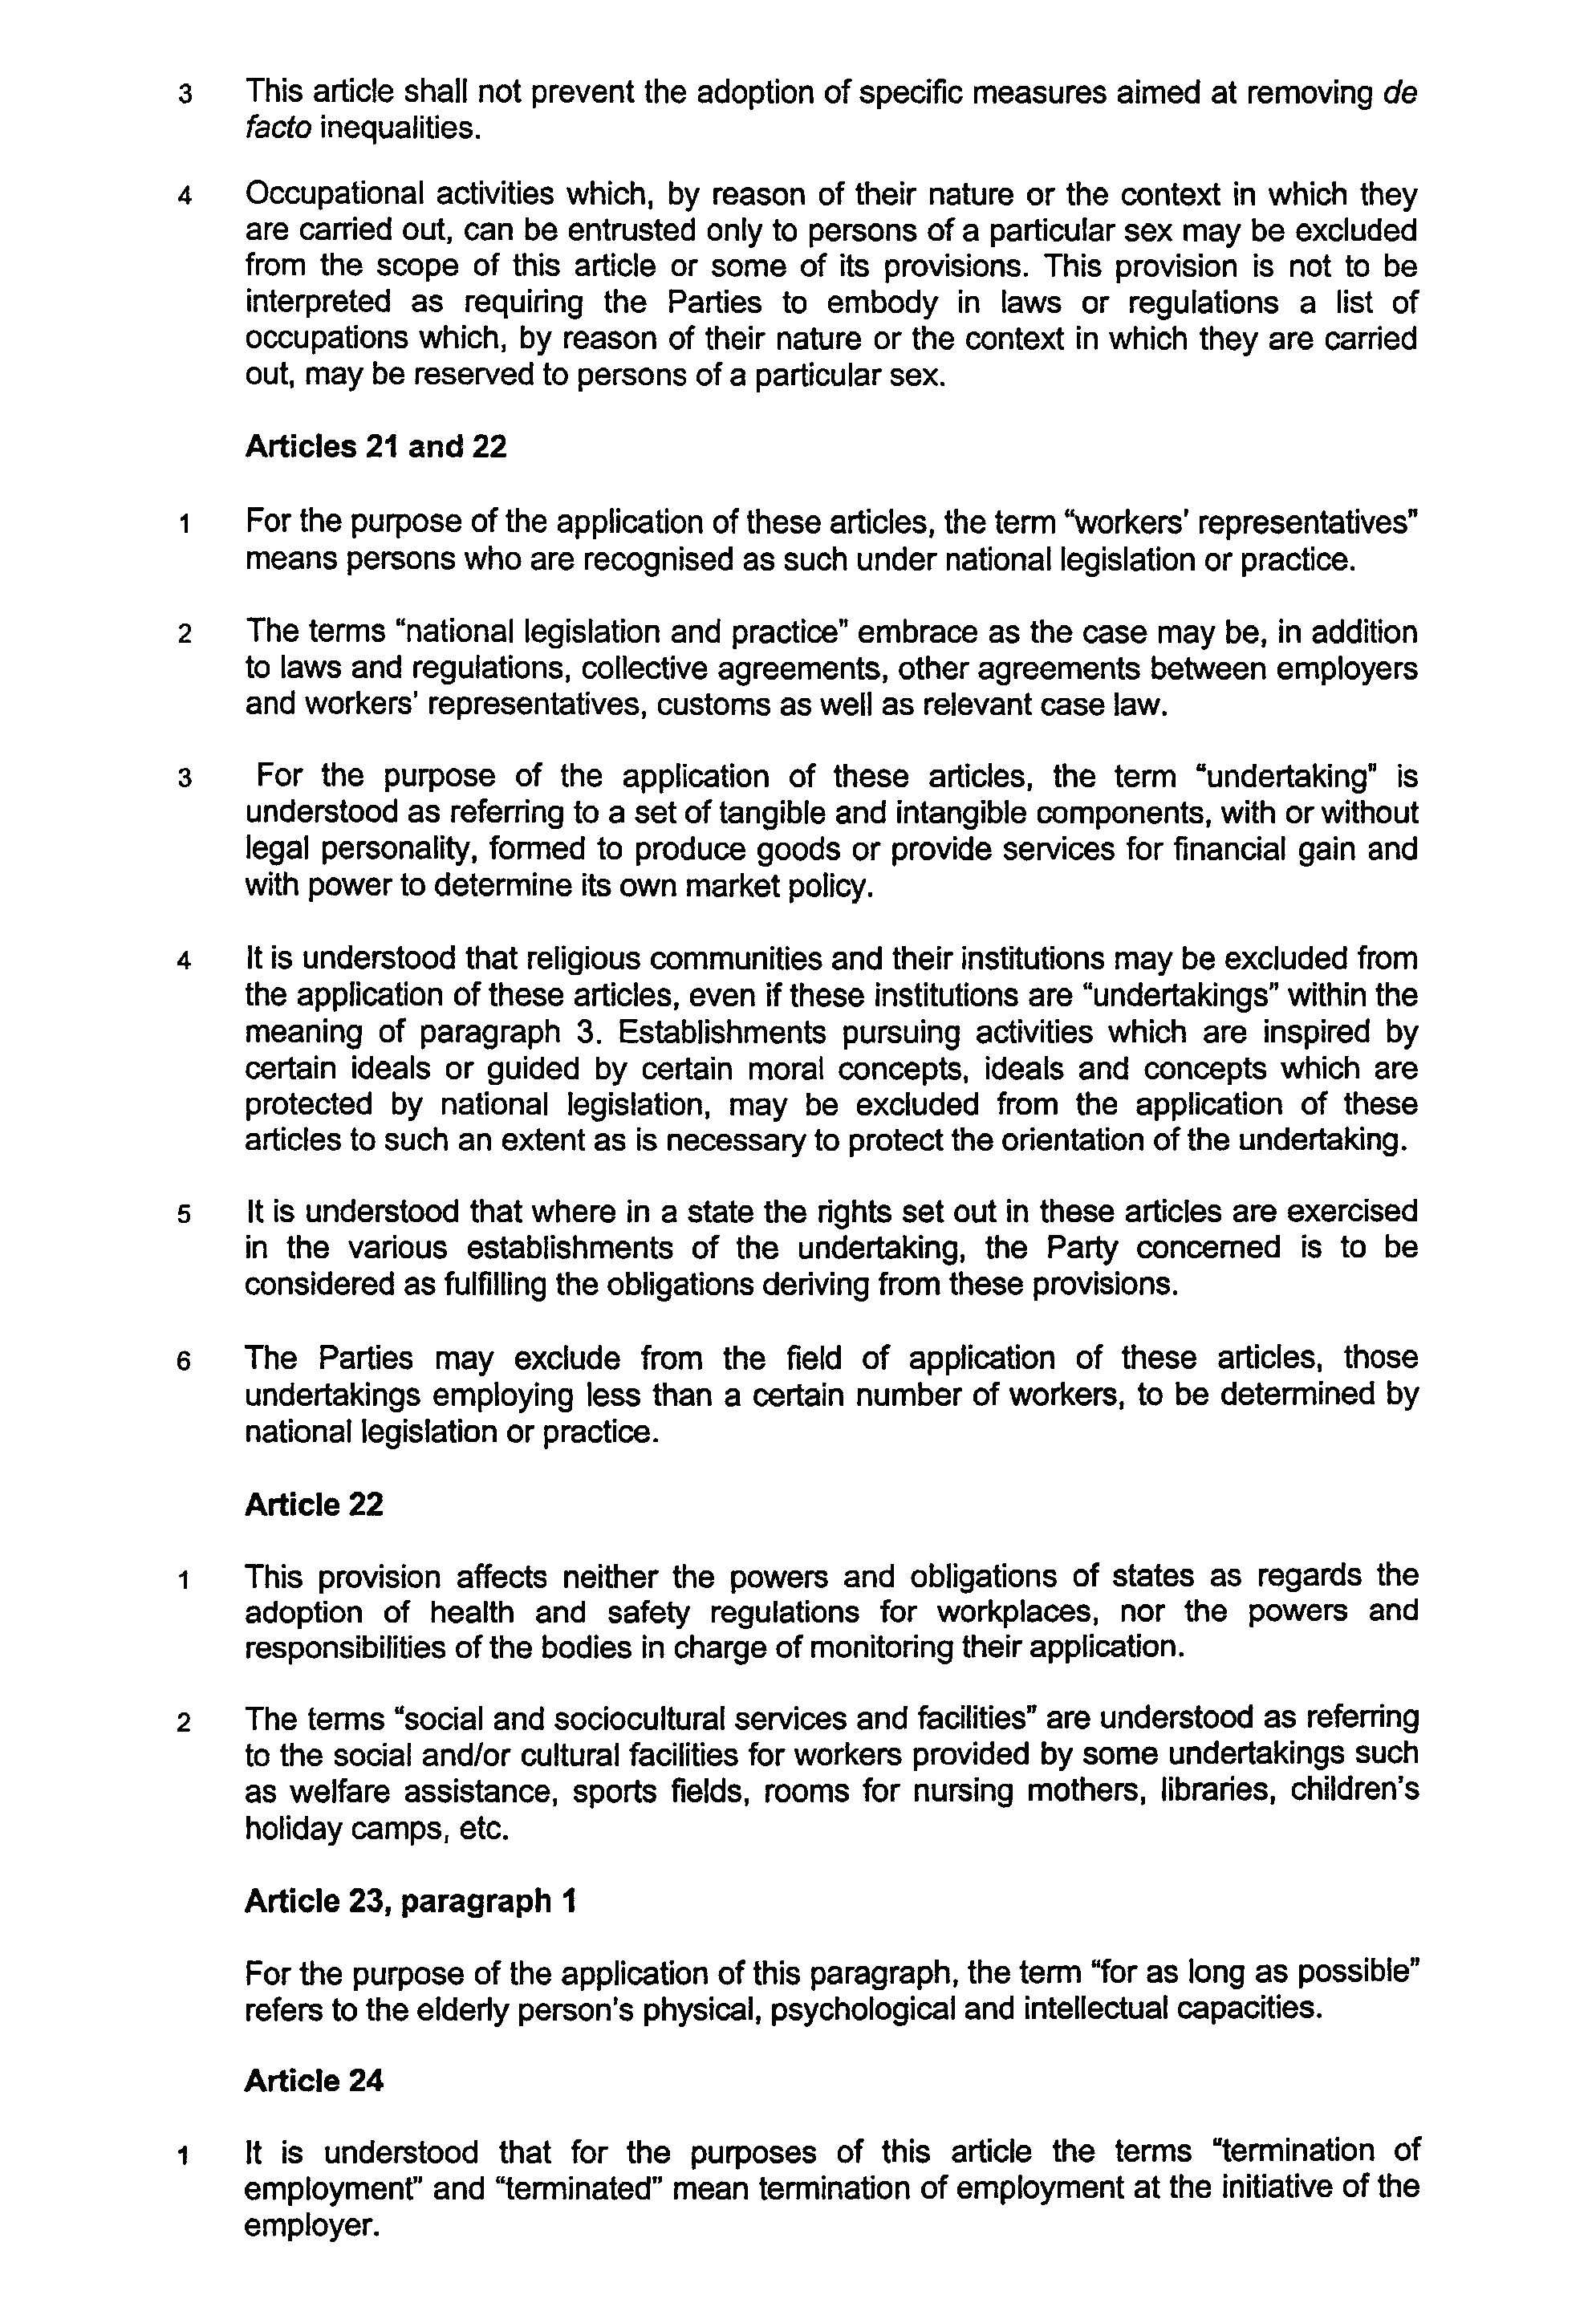 3 This article shall not prevent the adoption of specific measures aimed at removing de
facto inequalities.
4 Occupational activities which, by reason of their nature or the context in which they
are carried out, can be entrusted only to persons of a particular sex may be excluded
from the scope of this article or some of its provisions. This provision is not to be
interpreted as requiring the Parties to embody in laws or regulations a list of
occupations which, by reason of their nature or the context in which they are carried
out, may be reserved to persons of a particular sex.
Articles 21 and 22
1 For the purpose of the application of these articles, the term “workers' representatives”
means persons who are recognised as such under national legislation or practice.
2 The terms “national legislation and practice” embrace as the case may be, in addition
to laws and regulations, collective agreements, other agreements between employers
and workers' representatives, customs as well as relevant case law.
3 For the purpose of the application of these articles, the term “undertaking” is
understood as referring to a set of tangible and intangible components, with or without
legal personality, formed to produce goods or provide services for financial gain and
with power to determine its own market policy.
4 It is understood that religious communities and their institutions may be excluded from
the application of these articles, even if these institutions are “undertakings” within the
meaning of paragraph 3. Establishments pursuing activities which are inspired by
certain ideals or guided by certain moral concepts, ideals and concepts which are
protected by national legislation, may be excluded from the application of these
articles to such an extent as is necessary to protect the orientation of the undertaking.
5 It is understood that where in a state the rights set out in these articles are exercised
in the various establishments of the undertaking, the Party concerned is to be
considered as fulfilling the obligations deriving from these provisions.
6 The Parties may exclude from the field of application of these articles, those
undertakings employing less than a certain number of workers, to be determined by
national legislation or practice.
Article 22
1 This provision affects neither the powers and obligations of states as regards the
adoption of health and safety regulations for workplaces, nor the powers and
responsibilities of the bodies in charge of monitoring their application.
2 The terms “social and sociocultural services and facilities” are understood as referring
to the social and/or cultural facilities for workers provided by some undertakings such
as welfare assistance, sports fields, rooms for nursing mothers, libraries, children's
holiday camps, etc.
Article 23, paragraph 1
For the purpose of the application of this paragraph, the term “for as long as possible”
refers to the elderly person's physical, psychological and intellectual capacities.
Article 24
1 It is understood that for the purposes of this article the terms “termination of
employment” and “terminated” mean termination of employment at the initiative of the
employer.